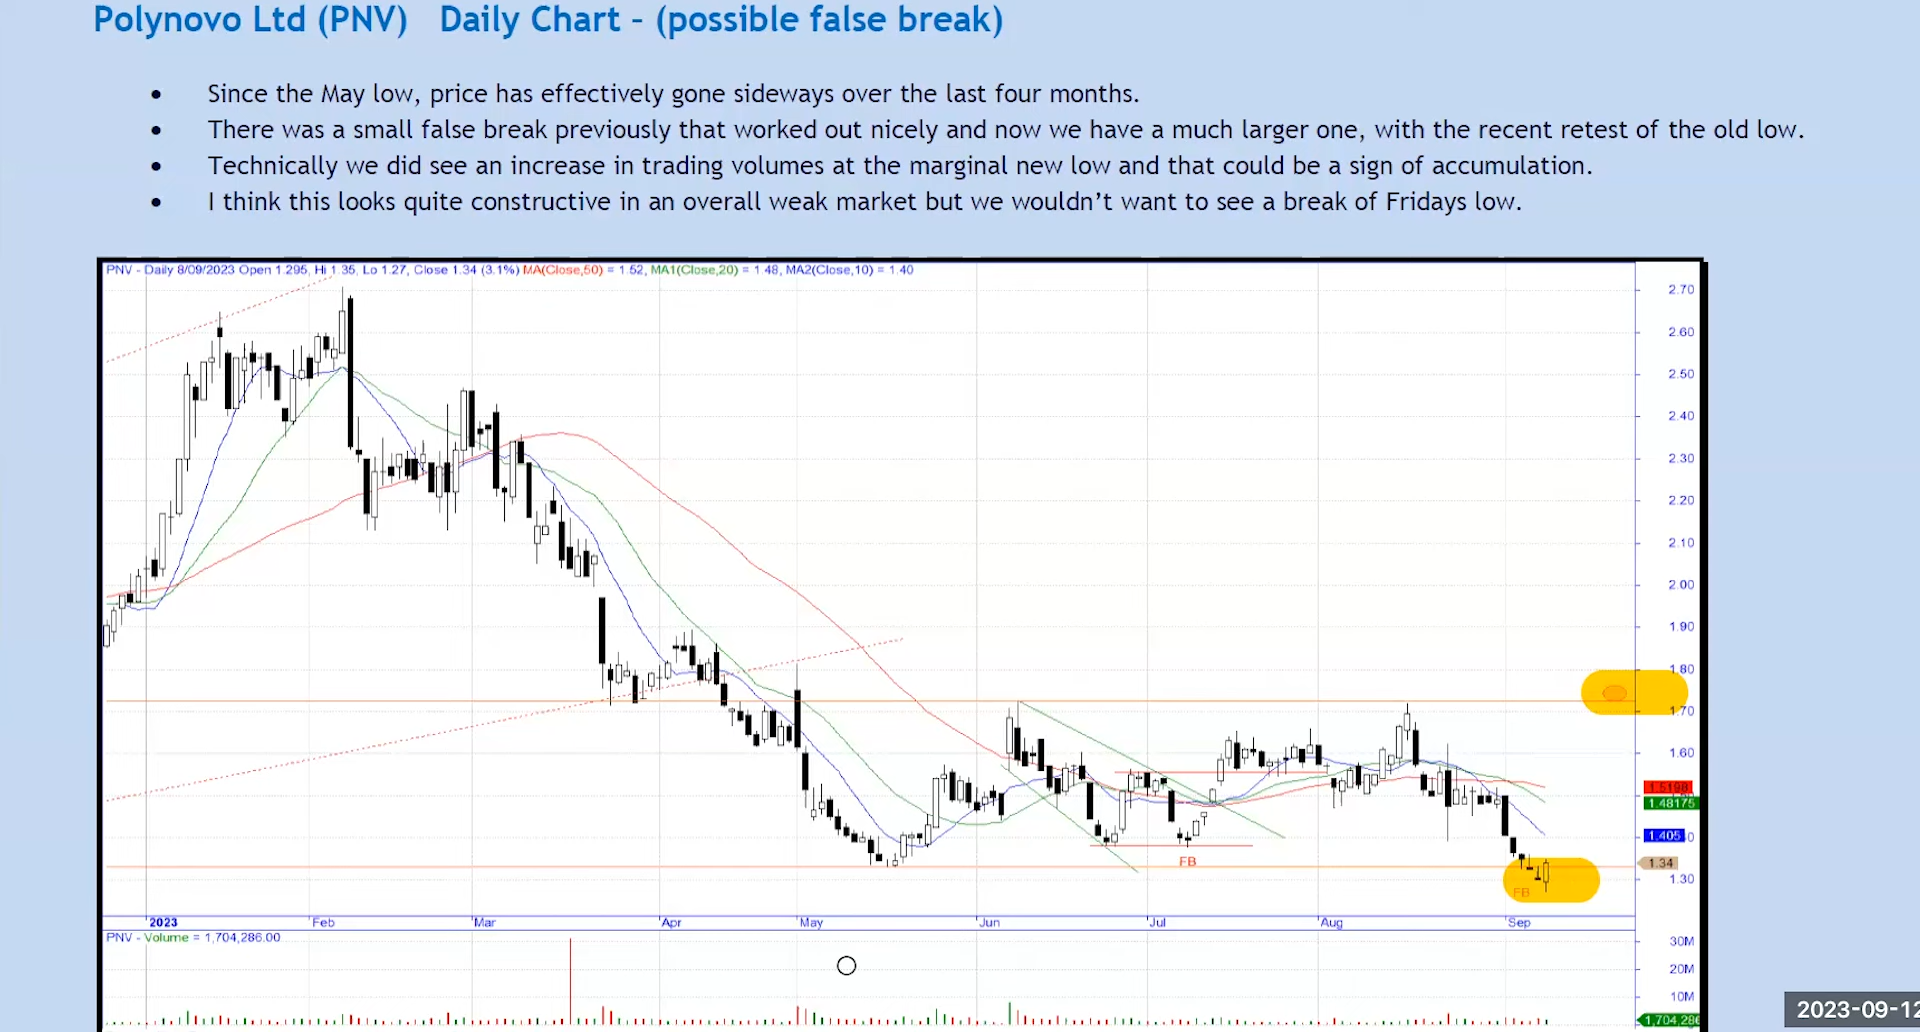 Polynovo Ltd (PNV) Daily Chart - (possible false break)
• Since the May low, price has effectively gone sideways over the last four months.
• There was a small false break previously that worked out nicely and now we have a much larger one, with the recent retest of the old low.
• Technically we did see an increase in trading volumes at the marginal new low and that could be a sign of accumulation.
• I think this looks quite constructive in an overall weak market but we wouldn't want to see a break of Fridays low.
PNV - Daily 8/09/2023 Open 1.295, Hi 1.35, Lo 1.27, Close 1.34 (3.1%) MA(Close,50) = 1.52, MA1(Close,20) = 1.48, MA2(Close,10) = 1.40
2.70
2.60
2.50
2.40
2.30
2.20
2.10
2.00
1.90
1.80
1.70
1.60
1.5198
1.48175
1.405
1.34
1.30
FB
FB
2023 Feb Mar Apr May Jun Jul Aug Sep
PNV - Volume = 1,704,286.00
30M
20M
10M
1,704,286
2023-09-12